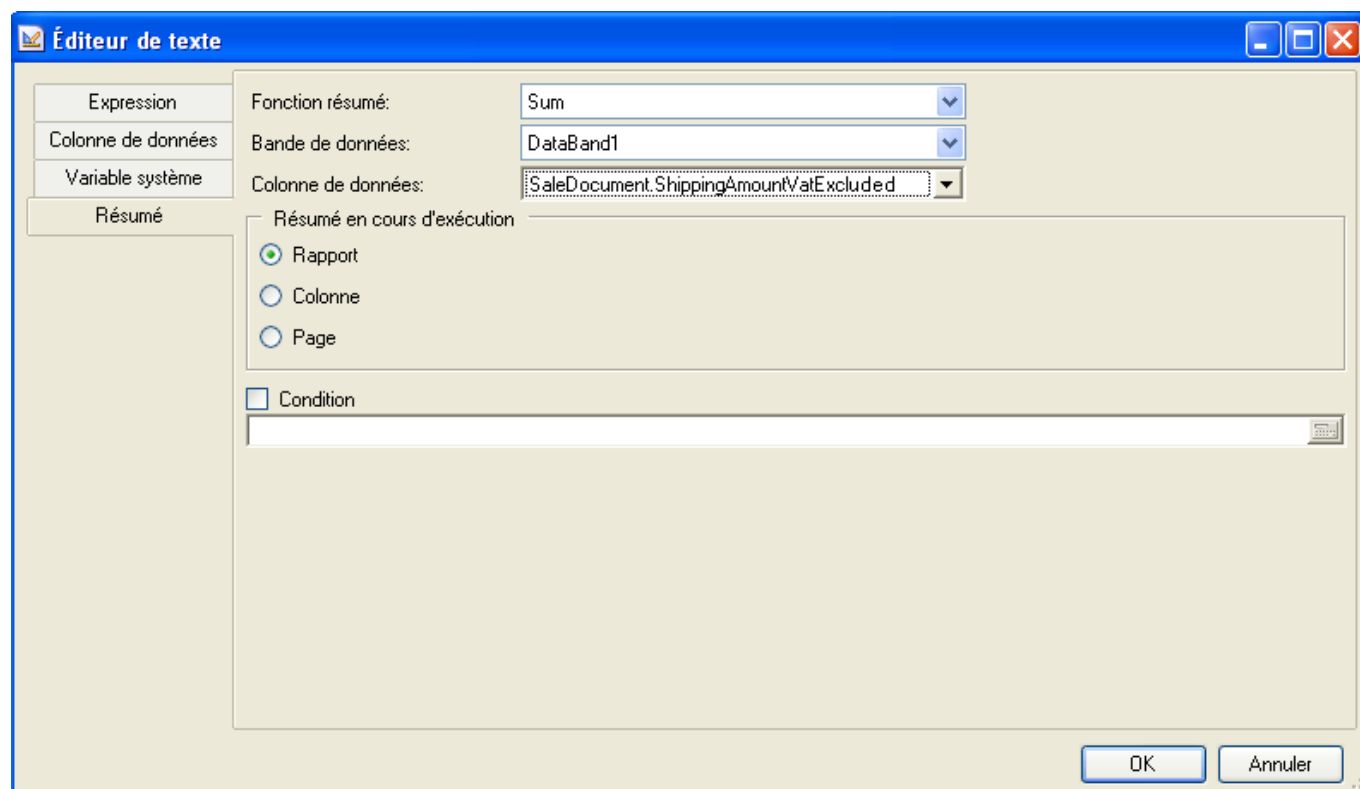 Éditeur de texte
Expression
Colonne de données
Variable système
Résumé
Fonction résumé: Sum
Bande de données: DataBand1
Colonne de données: SaleDocument.ShippingAmountVatExcluded
Résumé en cours d'exécution
Rapport
Colonne
Page
Condition
OK Annuler